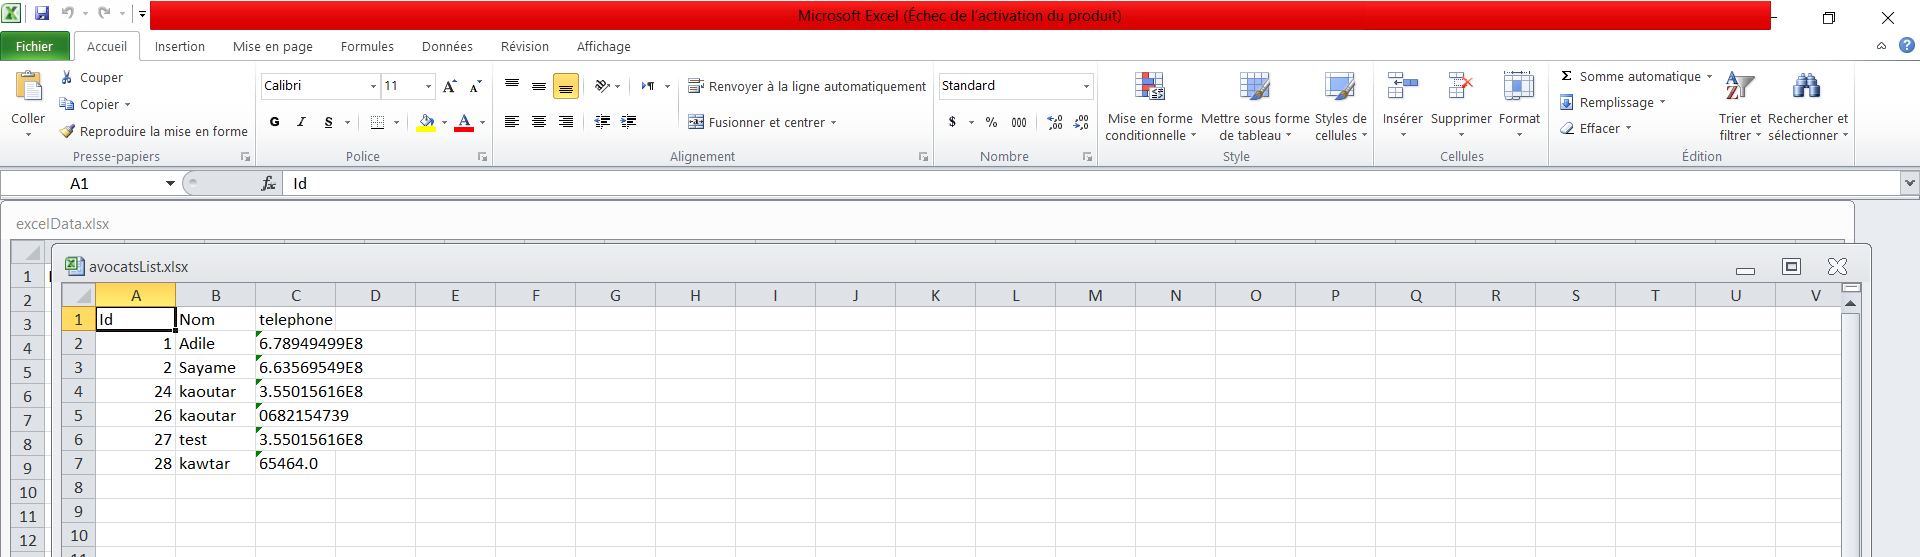 Microsoft Excel (Échec de l'activation du produit)
Fichier Accueil Insertion Mise en page Formules Données Révision Affichage
Coller
Couper
Copier
Reproduire la mise en forme
Presse-papiers
Calibri 11
G I S
Police
Renvoyer à la ligne automatiquement
Fusionner et centrer
Alignement
Standard
$ % 000
Nombre
Mise en forme conditionnelle
Mettre sous forme de tableau
Styles de cellules
Style
Insérer Supprimer Format
Cellules
Σ Somme automatique
Remplissage
Effacer
Trier et filtrer
Rechercher et sélectionner
Édition
A1 fx Id
excelData.xlsx
1
2
3
4
5
6
7
8
9
10
11
12
avocatsList.xlsx
A B C D E F G H I J K L M N O P Q R S T U V
1 Id Nom telephone
2 1 Adile 6.78949499E8
3 2 Sayame 6.63569549E8
4 24 kaoutar 3.55015616E8
5 26 kaoutar 0682154739
6 27 test 3.55015616E8
7 28 kawtar 65464.0
8
9
10